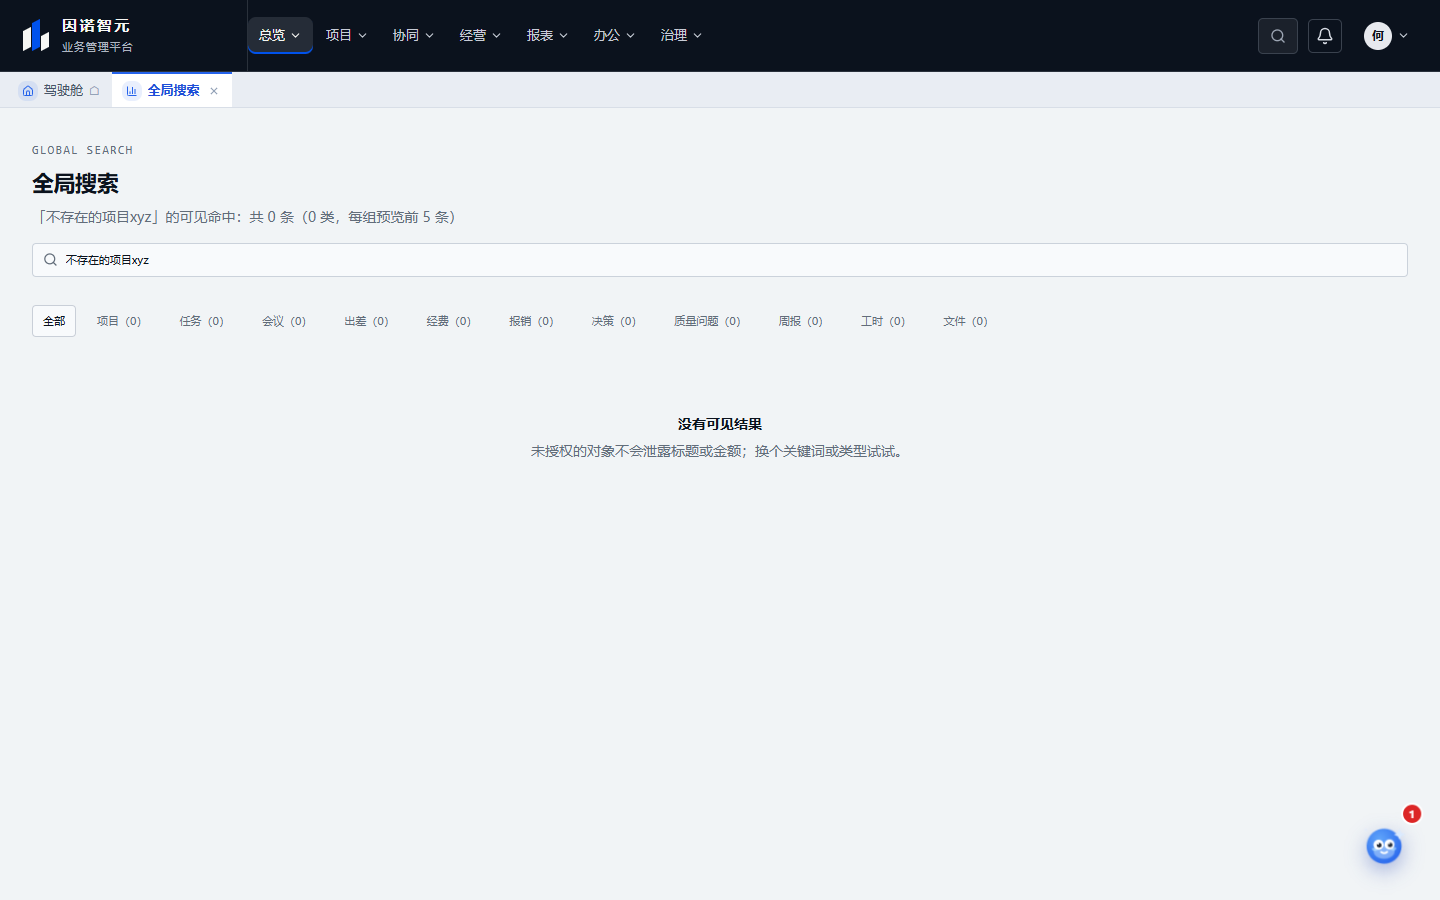 因诺智元
业务管理平台
总览 项目 协同 经营 报表 办公 治理
何
驾驶舱 全局搜索
GLOBAL SEARCH
全局搜索
「不存在的项目xyz」的可见命中：共 0 条（0 类，每组预览前 5 条）
不存在的项目xyz
全部 项目（0） 任务（0） 会议（0） 出差（0） 经费（0） 报销（0） 决策（0） 质量问题（0） 周报（0） 工时（0） 文件（0）
没有可见结果
未授权的对象不会泄露标题或金额；换个关键词或类型试试。
1